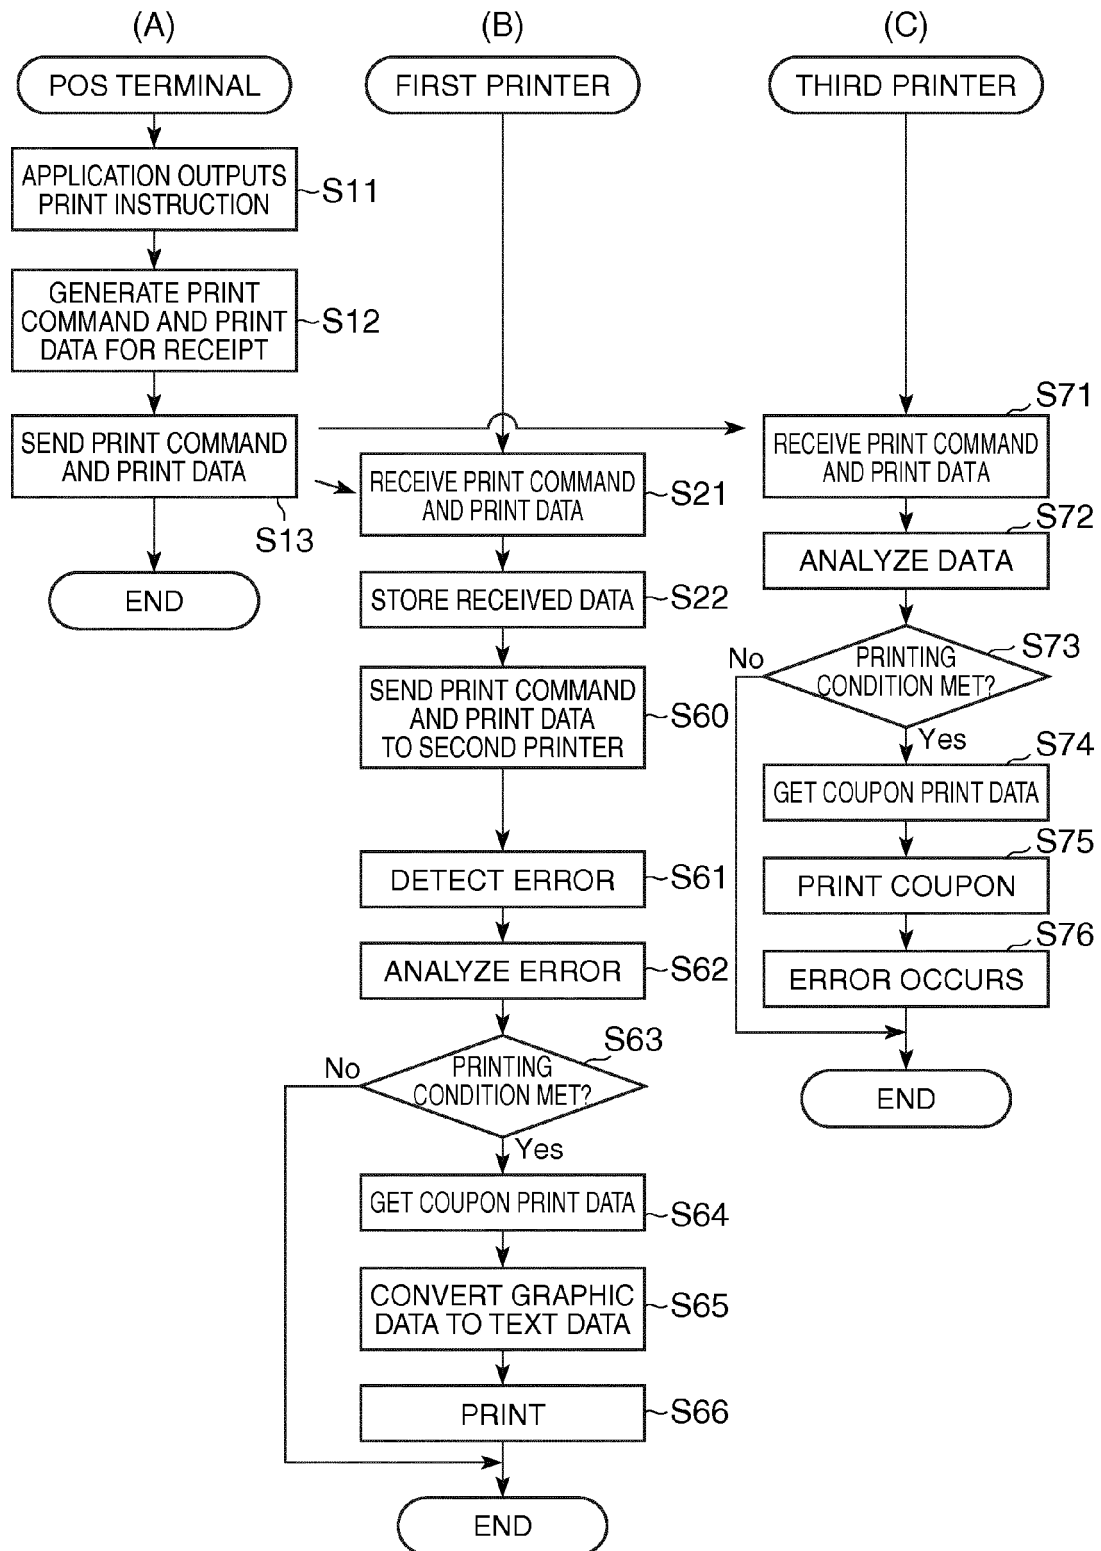 (A)
POS TERMINAL
APPLICATION OUTPUTS
PRINT INSTRUCTION
S11
GENERATE PRINT
COMMAND AND PRINT
DATA FOR RECEIPT
S12
SEND PRINT COMMAND
AND PRINT DATA
S13
END
(B)
FIRST PRINTER
RECEIVE PRINT COMMAND
AND PRINT DATA
S21
STORE RECEIVED DATA
S22
SEND PRINT COMMAND
AND PRINT DATA
TO SECOND PRINTER
S60
DETECT ERROR
S61
ANALYZE ERROR
S62
S63
No
PRINTING
CONDITION MET?
Yes
GET COUPON PRINT DATA
S64
CONVERT GRAPHIC
DATA TO TEXT DATA
S65
PRINT
S66
END
(C)
THIRD PRINTER
S71
RECEIVE PRINT COMMAND
AND PRINT DATA
S72
ANALYZE DATA
S73
No
PRINTING
CONDITION MET?
Yes
S74
GET COUPON PRINT DATA
S75
PRINT COUPON
S76
ERROR OCCURS
END